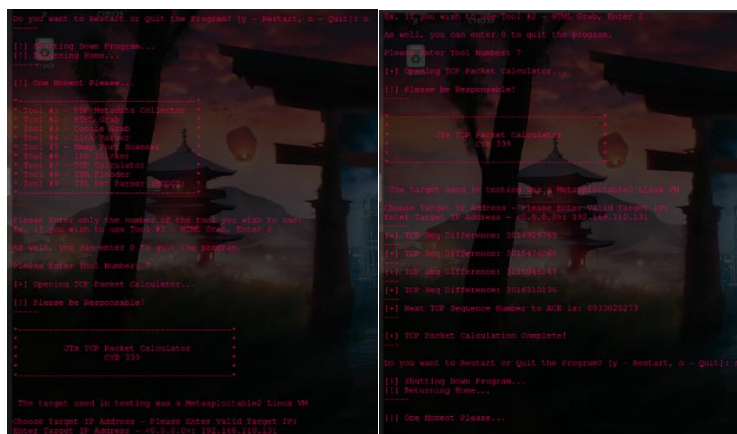 Do you want to Restart or Quit the Program? [y - Restart, n - Quit]: n
-----
[!] Shutting Down Program...
[!] Returning Home...
-----
[!] One Moment Please...
* Tool #1 - PDF Metadata Collector *
* Tool #2 - HTML Grab *
* Tool #3 - Cookie Grab *
* Tool #4 - Link Parser *
* Tool #5 - Nmap Port Scanner *
* Tool #6 - *
* Tool #7 - TCP Calculator *
* Tool #8 - SYN Flooder *
* Tool #9 - *
Please Enter only the number of the tool you wish to use!
Ex. if you wish to use Tool #2 - HTML Grab, Enter 2
As well, you can enter 0 to quit the program.
Please Enter Tool Number: 7
[+] Opening TCP Packet Calculator...
[!] Please be Responsible!
-----
JTs TCP Packet Calculator
CYB 339
The target used in testing was a Metasploitable2 Linux VM
Choose Target IP Address - Please Enter Valid Target IP:
Enter Target IP Address - <0.0.0.0>: 192.168.110.131
Ex. if you wish to use Tool #2 - HTML Grab, Enter 2
As well, you can enter 0 to quit the program.
Please Enter Tool Number: 7
[+] Opening TCP Packet Calculator...
[!] Please be Responsible!
-----
JTs TCP Packet Calculator
CYB 339
The target used in testing was a Metasploitable2 Linux VM
Choose Target IP Address - Please Enter Valid Target IP:
Enter Target IP Address - <0.0.0.0>: 192.168.110.131
[+] TCP Seq Difference:
[+] TCP Seq Difference:
[+] TCP Seq Difference:
[+] TCP Seq Difference: 3016510136
[+] Next TCP Sequence Number to ACK is: 6033020273
[+] TCP Packet Calculation Complete!
Do you want to Restart or Quit the Program? [y - Restart, n - Quit]:
[!] Shutting Down Program...
[!] Returning Home...
-----
[!] One Moment Please...